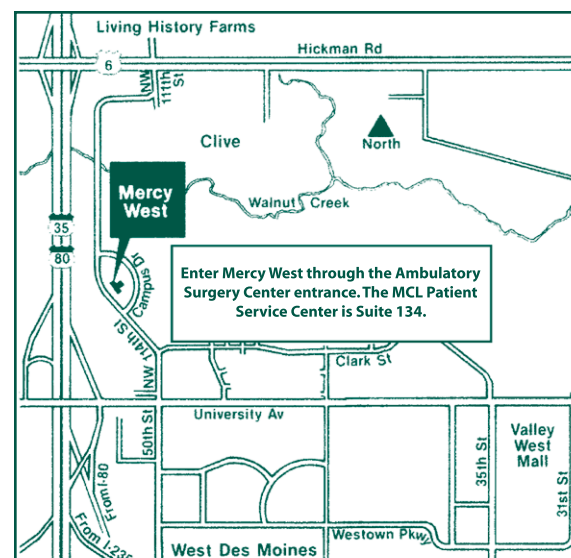 Living History Farms
Hickman Rd
6
NW
111th
St
Clive
North
Mercy
West
Walnut Creek
35
80
Enter Mercy West through the Ambulatory
Surgery Center entrance. The MCL Patient
Service Center is Suite 134.
Campus Dr
NW 114th St
Clark St
University Av
50th St
35th St
Valley
West
Mall
31st St
From I-80
From I-235
Westown Pkwy
West Des Moines